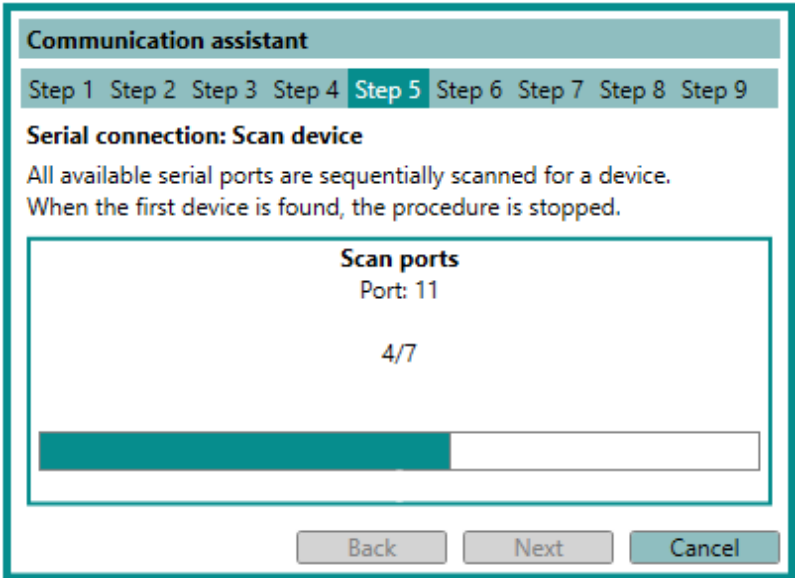 Communication assistant
Step 1 Step 2 Step 3 Step 4 Step 5 Step 6 Step 7 Step 8 Step 9
Serial connection: Scan device
All available serial ports are sequentially scanned for a device.
When the first device is found, the procedure is stopped.
Scan ports
Port: 11
4/7
Back Next Cancel